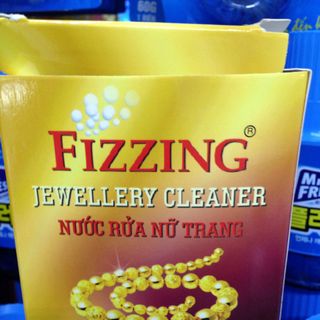 FIZZING®
JEWELLERY CLEANER
NƯỚC RỬA NỮ TRANG